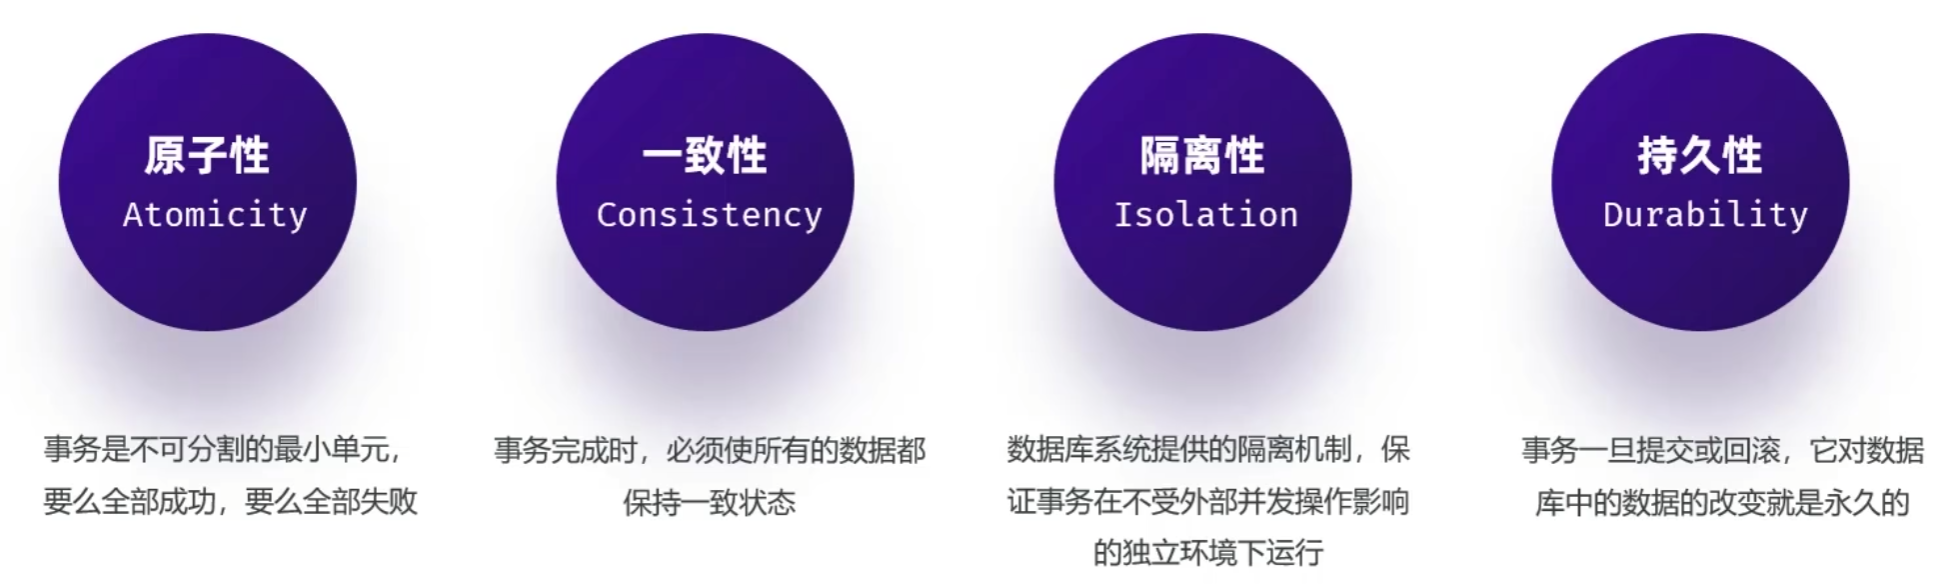 原子性
Atomicity
事务是不可分割的最小单元，
要么全部成功，要么全部失败
一致性
Consistency
事务完成时，必须使所有的数据都
保持一致状态
隔离性
Isolation
数据库系统提供的隔离机制，保
证事务在不受外部并发操作影响
的独立环境下运行
持久性
Durability
事务一旦提交或回滚，它对数据
库中的数据的改变就是永久的